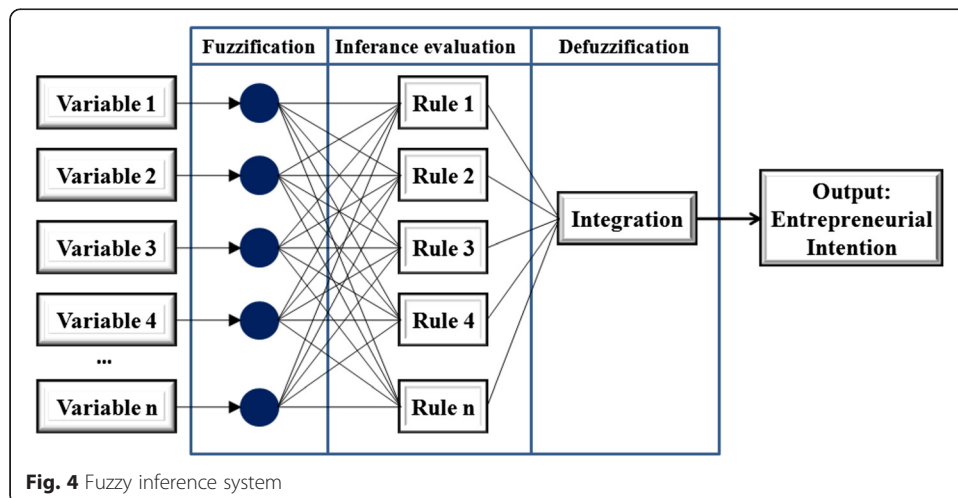 Fuzzification
Inferance evaluation
Defuzzification
Variable 1
Variable 2
Variable 3
Variable 4
...
Variable n
Rule 1
Rule 2
Rule 3
Rule 4
Rule n
Integration
Output:
Entrepreneurial
Intention
Fig. 4 Fuzzy inference system